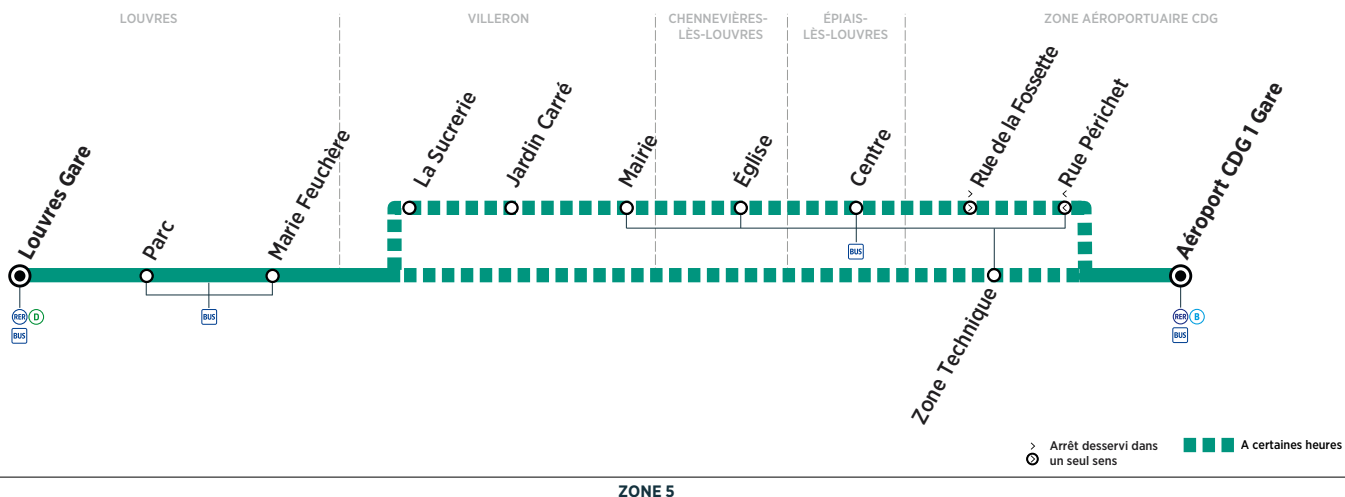 LOUVRES
VILLERON
CHENNEVIÈRES-
LÈS-LOUVRES
ÉPIAIS-
LÈS-LOUVRES
ZONE AÉROPORTUAIRE CDG
Louvres Gare
Parc
Marie Feuchère
La Sucrerie
Jardin Carré
Mairie
Église
Centre
Rue de la Fossette
Rue Périchet
Aéroport CDG 1 Gare
Zone Technique
BUS
RER D
BUS
BUS
RER B
BUS
Arrêt desservi dans
un seul sens
A certaines heures
ZONE 5